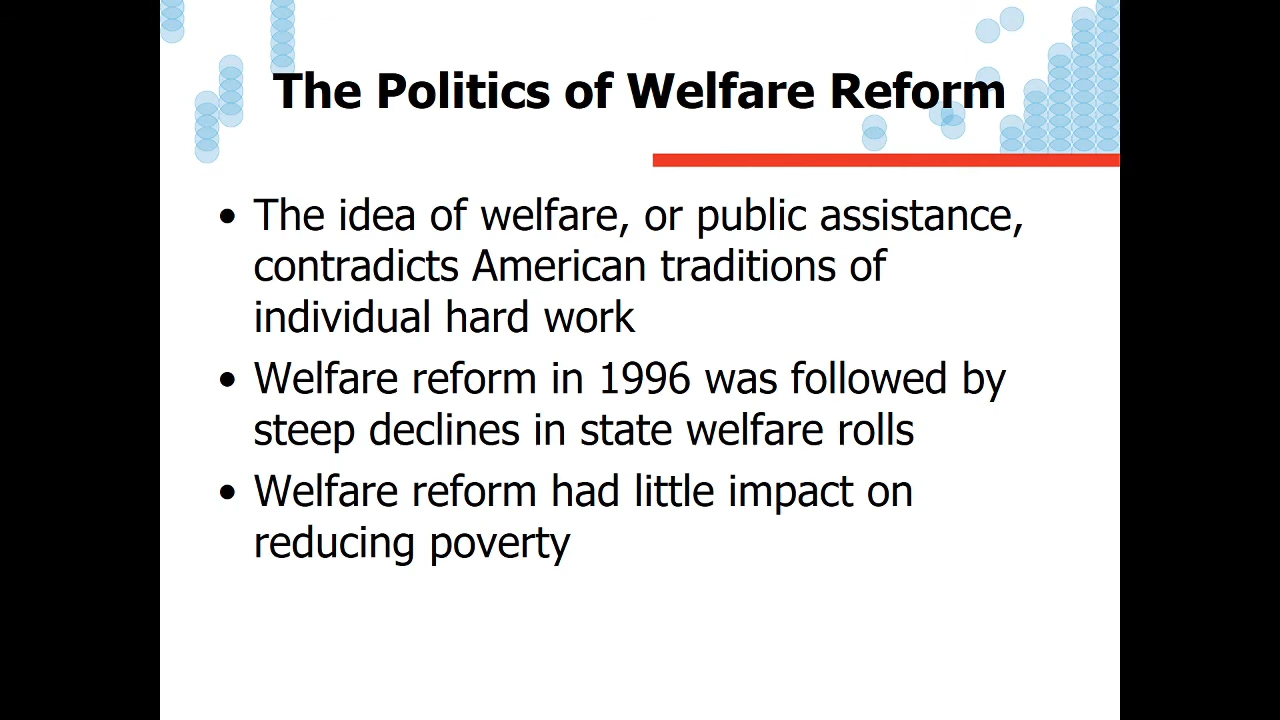 The Politics of Welfare Reform
• The idea of welfare, or public assistance,
contradicts American traditions of
individual hard work
• Welfare reform in 1996 was followed by
steep declines in state welfare rolls
• Welfare reform had little impact on
reducing poverty